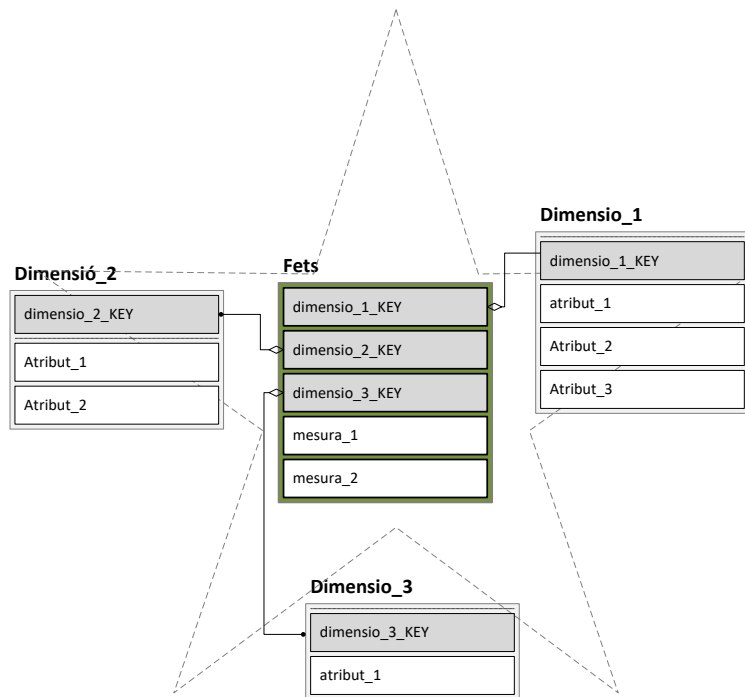 Dimensio_1
dimensio_1_KEY
atribut_1
Atribut_2
Atribut_3
Dimensió_2
dimensio_2_KEY
Atribut_1
Atribut_2
Fets
dimensio_1_KEY
dimensio_2_KEY
dimensio_3_KEY
mesura_1
mesura_2
Dimensio_3
dimensio_3_KEY
atribut_1